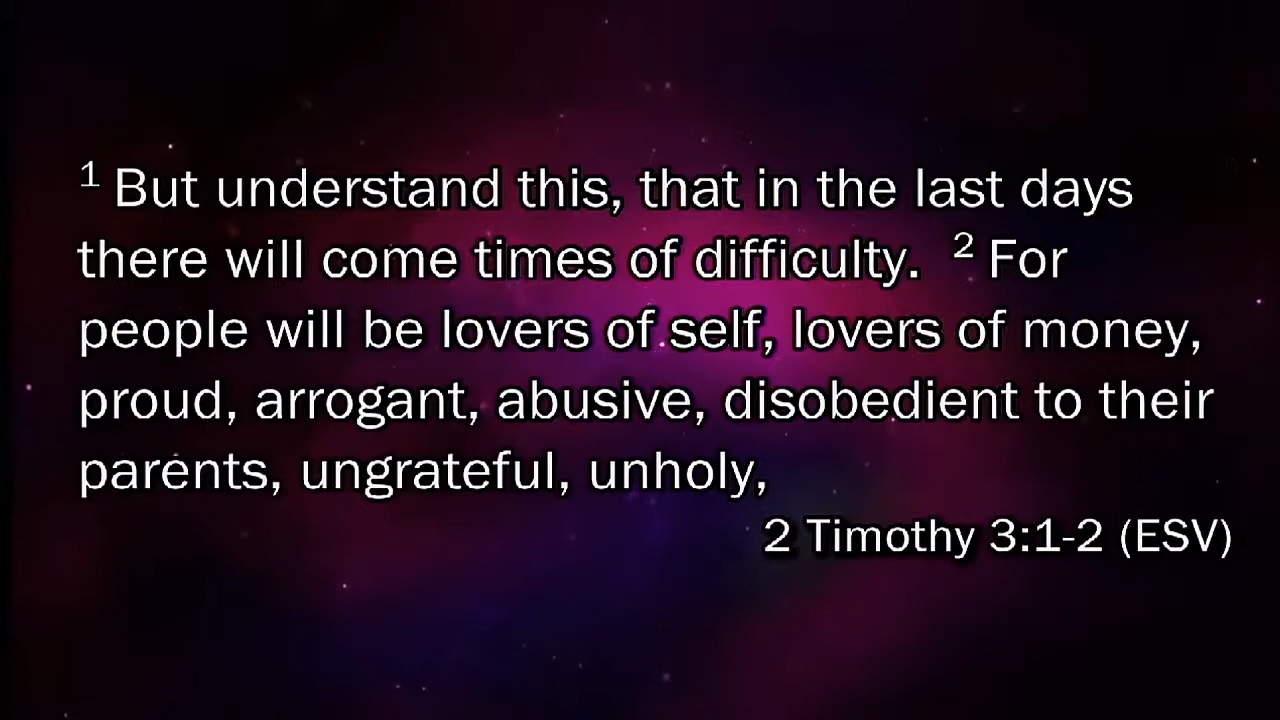 1 But understand this, that in the last days
there will come times of difficulty. 2 For
people will be lovers of self, lovers of money,
proud, arrogant, abusive, disobedient to their
parents, ungrateful, unholy,
2 Timothy 3:1-2 (ESV)